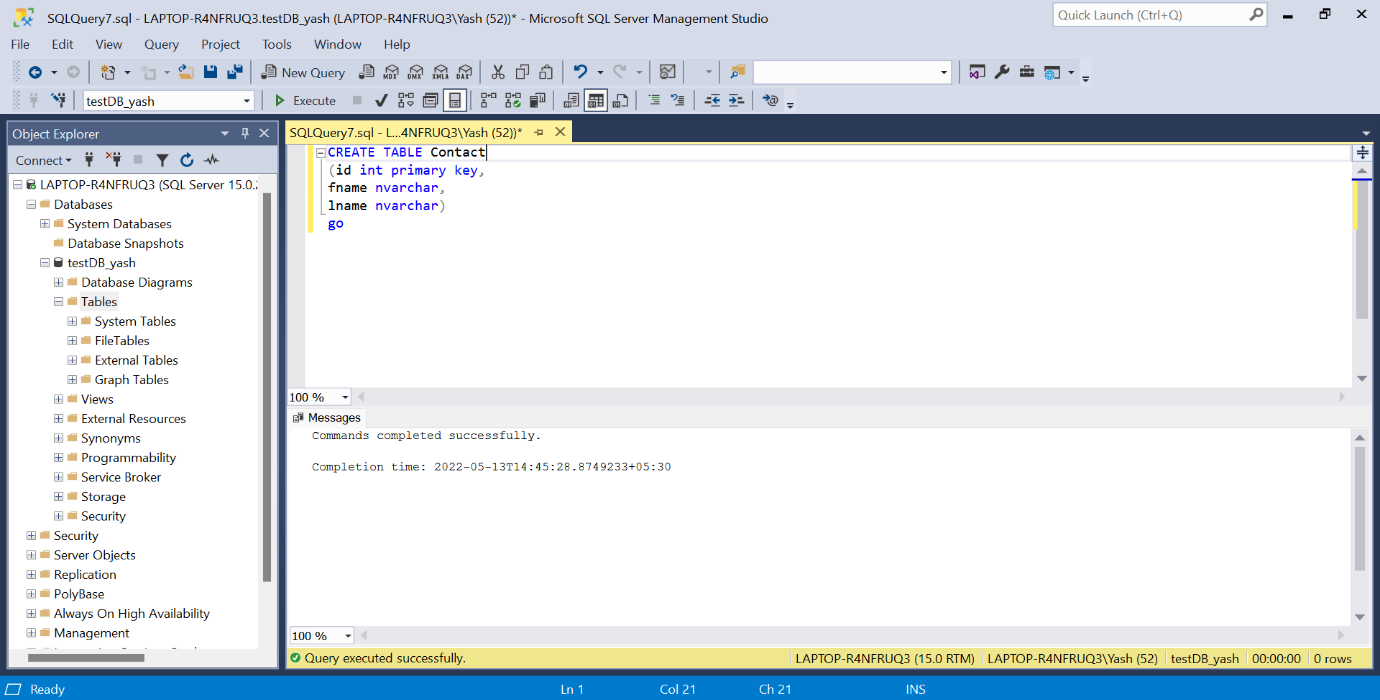 SQLQuery7.sql - LAPTOP-R4NFRUQ3.testDB_yash (LAPTOP-R4NFRUQ3\Yash (52))* - Microsoft SQL Server Management Studio
Quick Launch (Ctrl+Q)
File Edit View Query Project Tools Window Help
New Query
MDX DMX XMLA DAX
testDB_yash
Execute
Object Explorer
SQLQuery7.sql - L...4NFRUQ3\Yash (52))*
Connect
LAPTOP-R4NFRUQ3 (SQL Server 15.0.
Databases
System Databases
Database Snapshots
testDB_yash
Database Diagrams
Tables
System Tables
FileTables
External Tables
Graph Tables
Views
External Resources
Synonyms
Programmability
Service Broker
Storage
Security
Security
Server Objects
Replication
PolyBase
Always On High Availability
Management
CREATE TABLE Contact
(id int primary key,
fname nvarchar,
lname nvarchar)
go
100 %
Messages
Commands completed successfully.
Completion time: 2022-05-13T14:45:28.8749233+05:30
100 %
Query executed successfully.
LAPTOP-R4NFRUQ3 (15.0 RTM) LAPTOP-R4NFRUQ3\Yash (52) testDB_yash 00:00:00 0 rows
Ready Ln 1 Col 21 Ch 21 INS